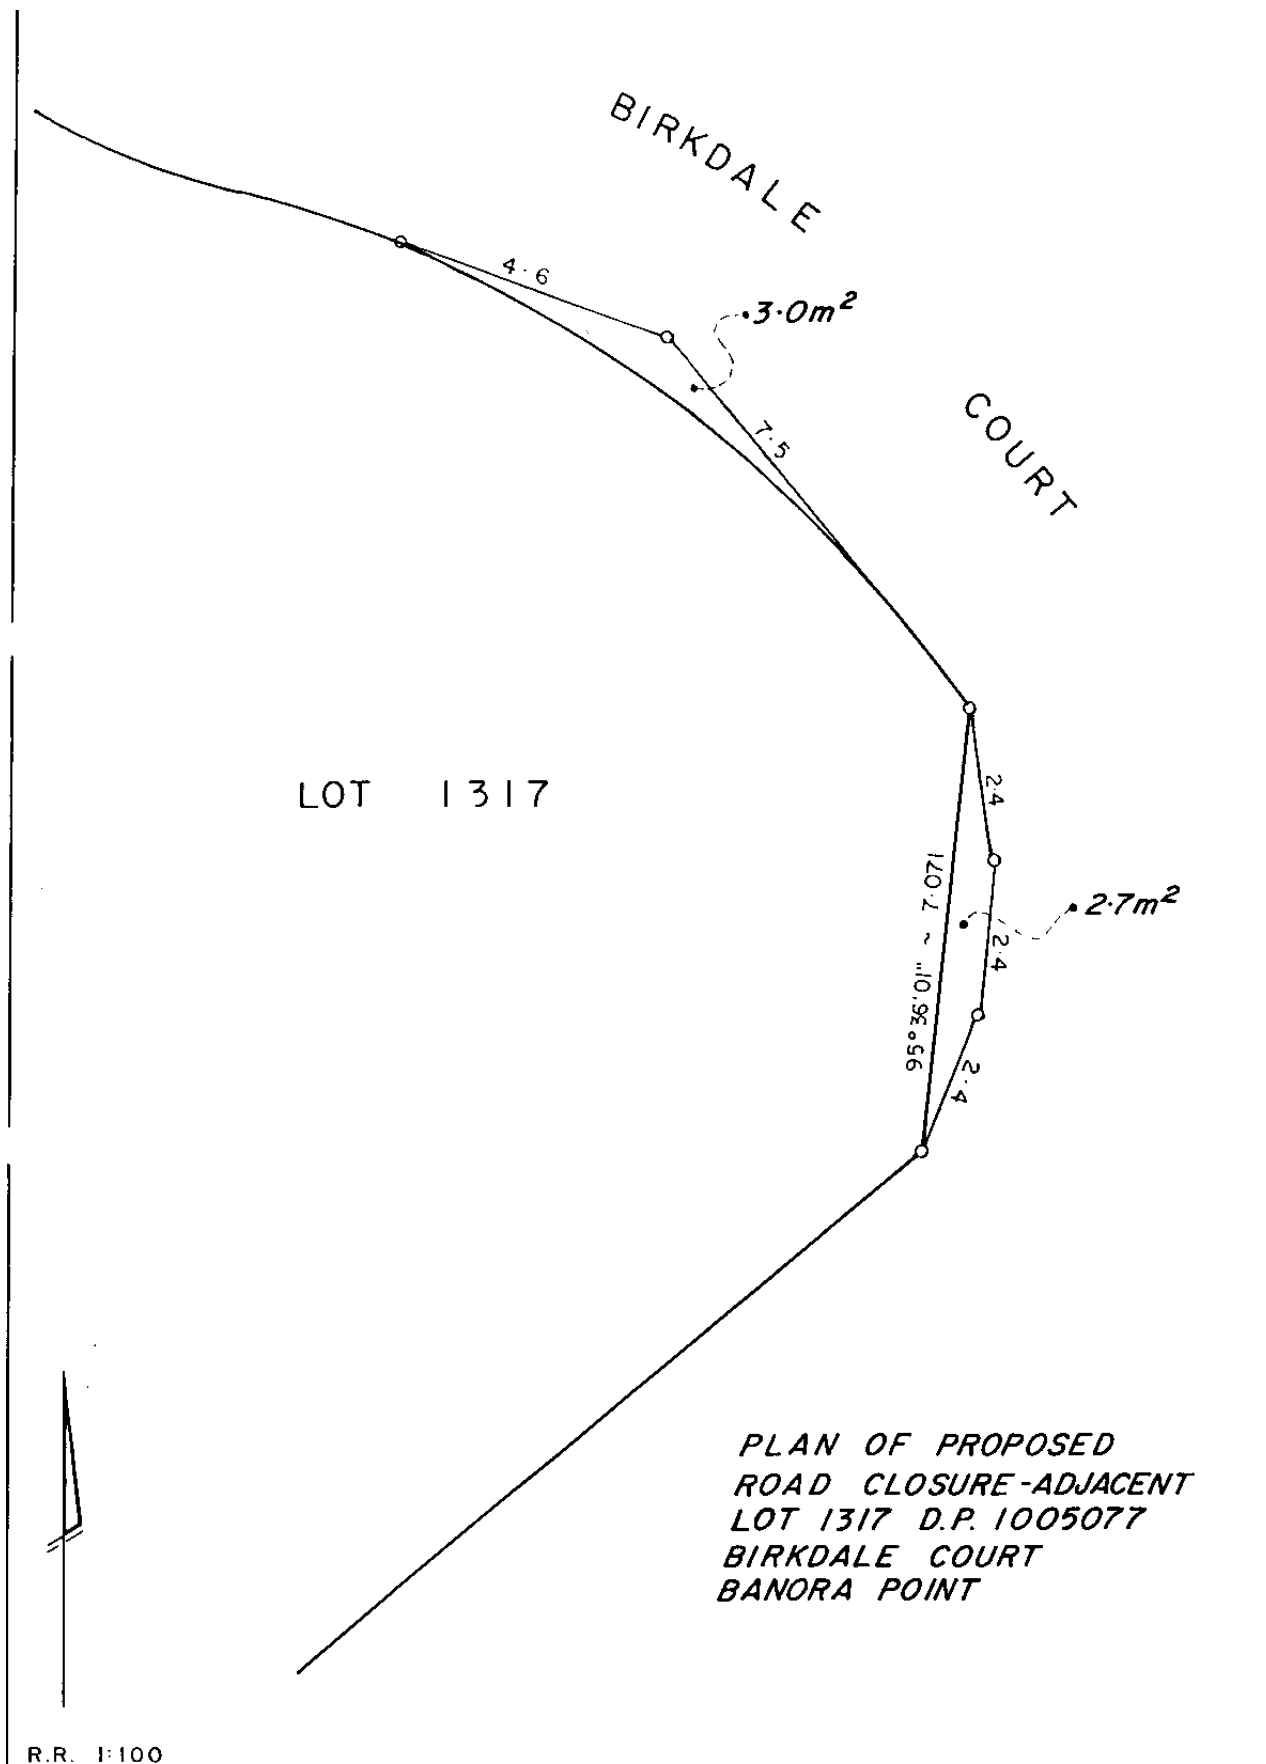 BIRKDALE
COURT
4.6
3.0m²
7.5
LOT 1317
2.4
2.4
2.4
2.7m²
95°36'01" ~ 7.071
PLAN OF PROPOSED
ROAD CLOSURE-ADJACENT
LOT 1317 D.P. 1005077
BIRKDALE COURT
BANORA POINT
R.R. 1:100